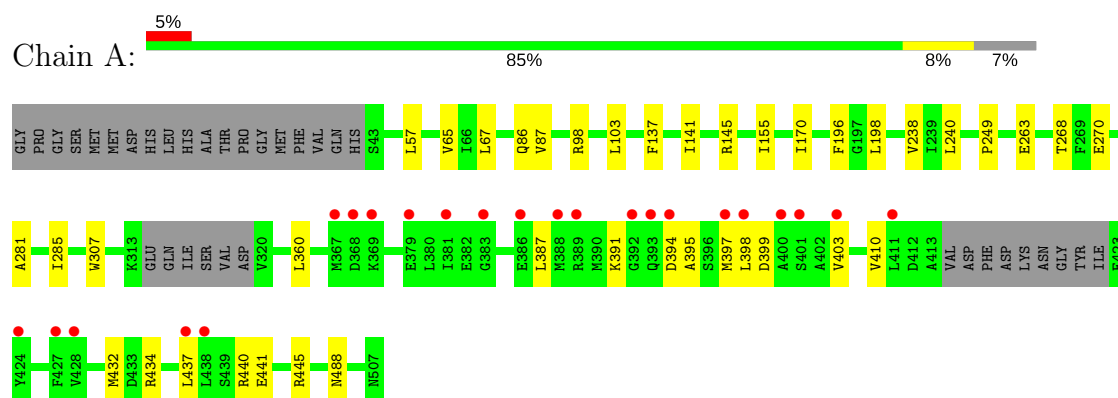 5%
Chain A:
85% 8% 7%
GLY PRO GLY SER MET MET ASP HIS LEU HIS ALA THR PRO GLY MET PHE VAL GLN HIS S43 L57 V65 I66 L67 Q86 V87 R98 L103 F137 I141 R145 I155 I170 F196 G197 L198 V238 I239 L240 P249 E263 T268 F269 E270
A281 I285 W307 K313 GLU GLN ILE SER VAL ASP V320 L360 M367 D368 K369 E379 L380 I381 E382 G383 E386 L387 M388 R389 M390 K391 G392 Q393 D394 A395 S396 M397 L398 D399 A400 S401 A402 V403 V410 L411 D412 A413 VAL ASP PHE ASP LYS ASN GLY TYR ILE
Y424 F427 V428 M432 D433 R434 L437 L438 S439 R440 E441 R445 N488 N507